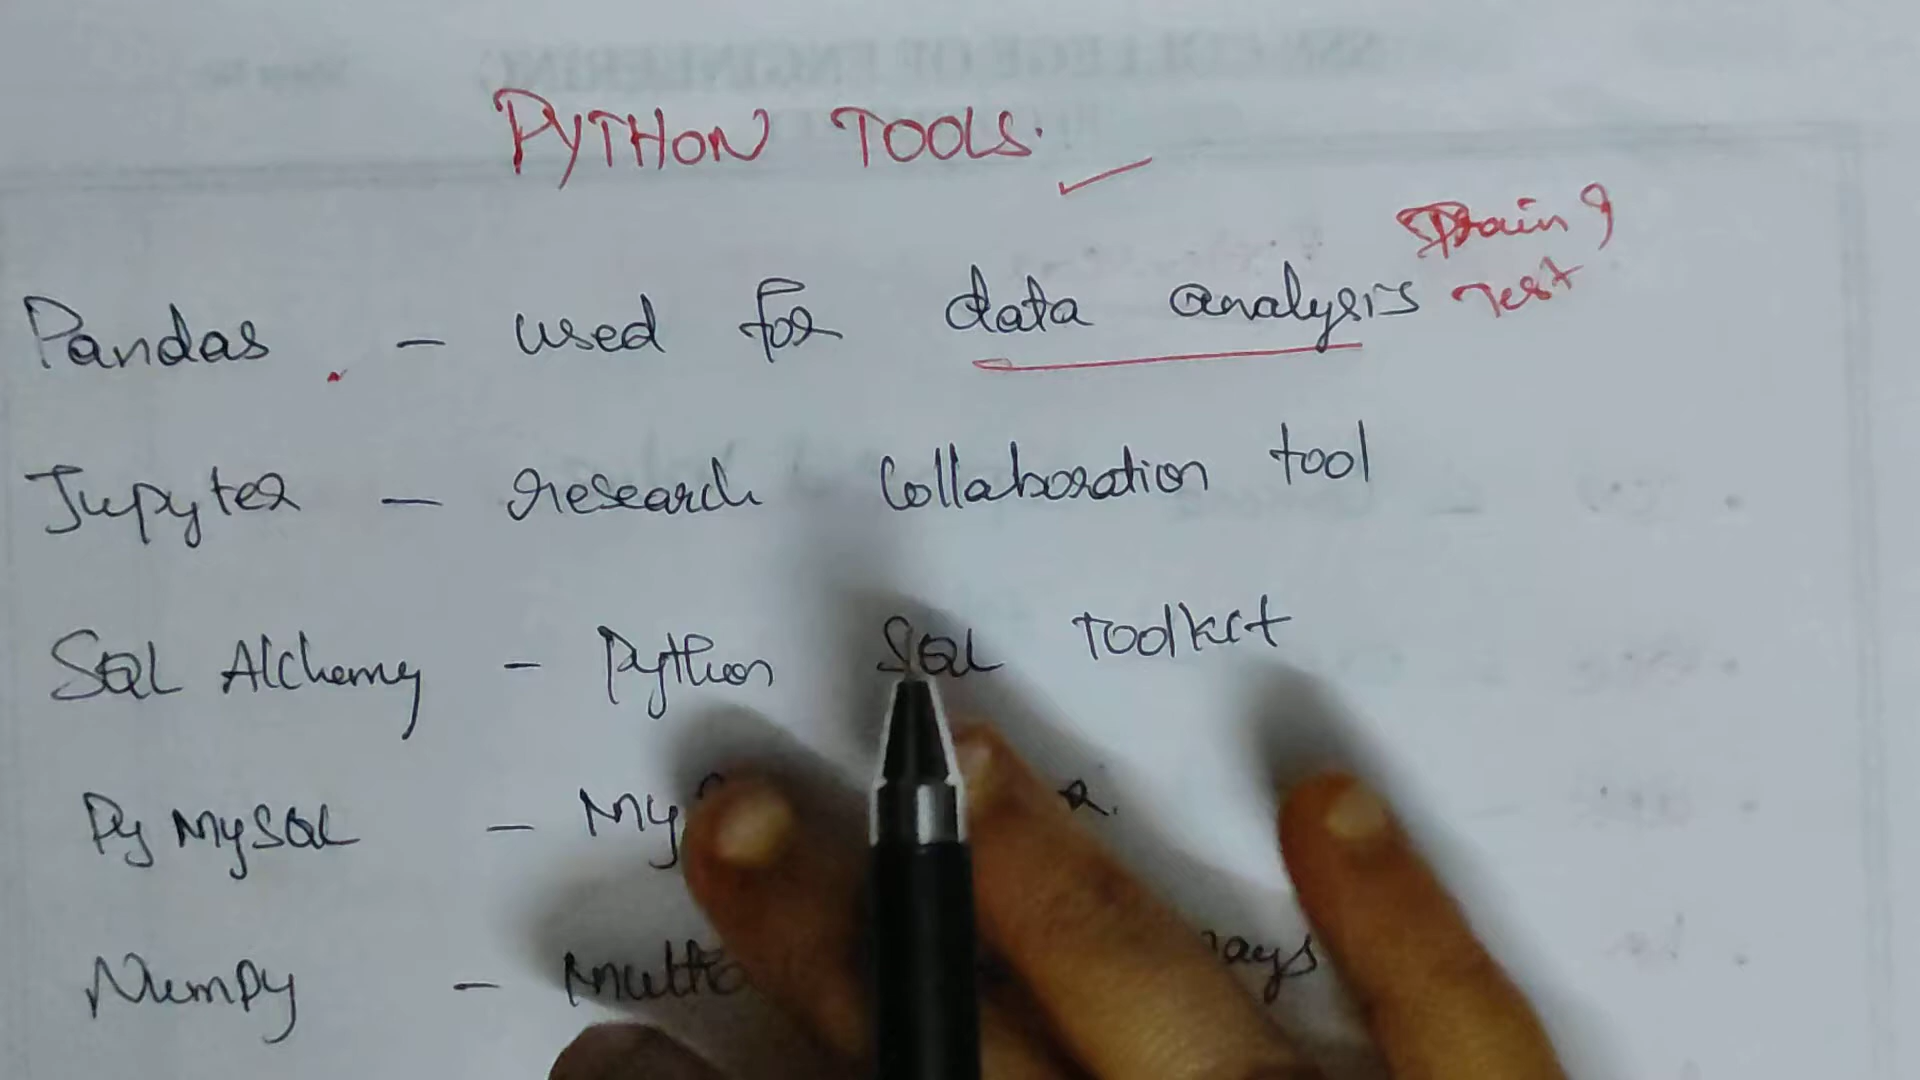 PYTHON TOOLS.
Train &
Test
Pandas - used for data analysis
Jupyter - research Collaboration tool
SQL Alchemy - Python SQL Toolkit
Py MySQL - My
Numpy -